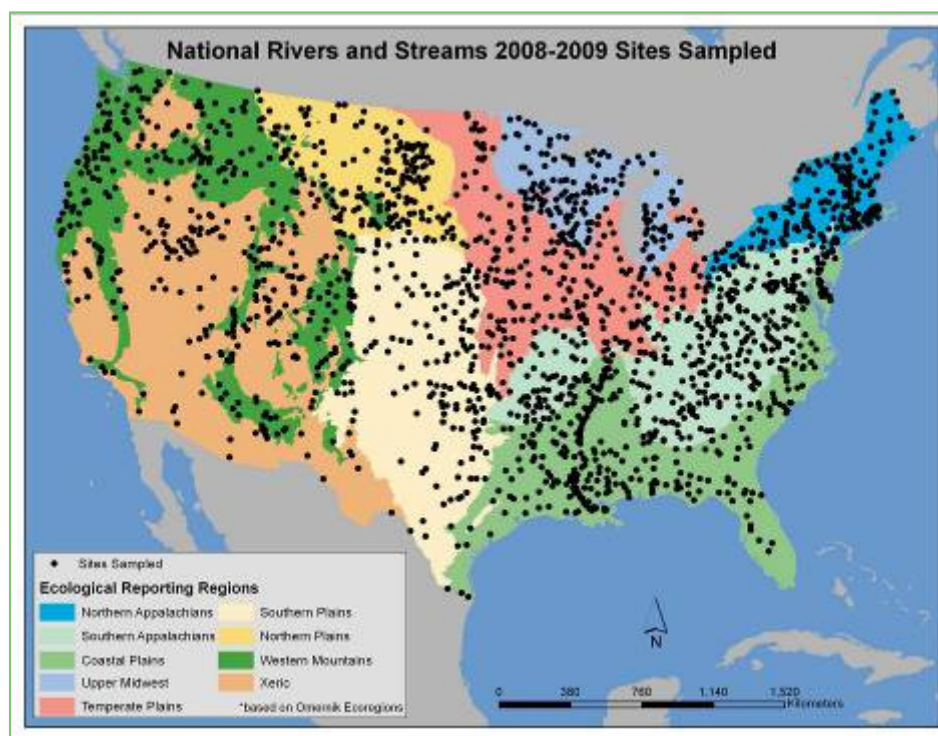 National Rivers and Streams 2008-2009 Sites Sampled
Sites Sampled
Ecological Reporting Regions
Northern Appalachians
Southern Plains
Southern Appalachians
Northern Plains
Coastal Plains
Western Mountains
Upper Midwest
Xeric
Temperate Plains
*based on Omernik Ecoregions
N
0 380 760 1,140 1,520
Kilometers